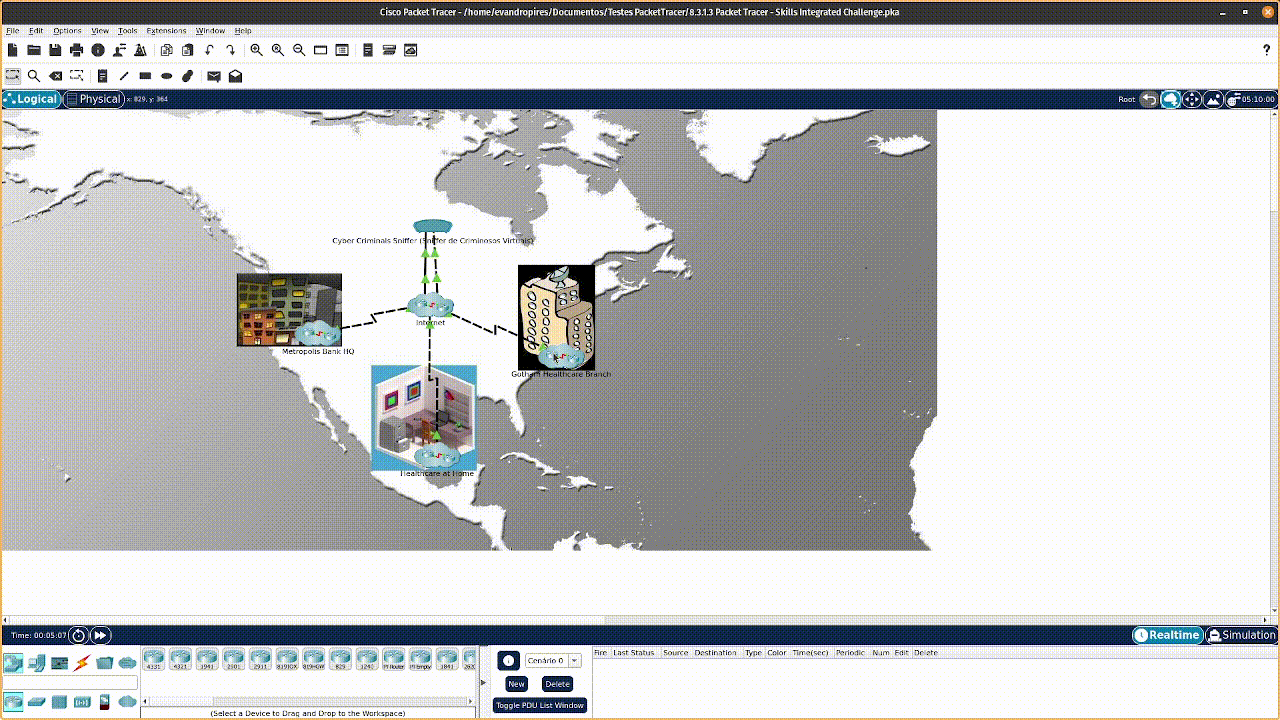 Cisco Packet Tracer - /home/evandropires/Documentos/Testes PacketTracer/8.3.1.3 Packet Tracer - Skills Integrated Challenge.pka
File Edit Options View Tools Extensions Window Help
?
Logical Physical x: 829, y: 364 Root 05:10:00
Cyber Criminals Sniffer (Sniffer de Criminosos Virtuais)
Internet
Metropolis Bank HQ
Gotham Healthcare Branch
Healthcare at Home
Time: 00:05:07 Realtime Simulation
Fire Last Status Source Destination Type Color Time(sec) Periodic Num Edit Delete
Cenário 0
4331 4321 1941 2901 2911 819IOX 819HGW 829 1240 PT-Router PT-Empty 1841 2620
New Delete
Toggle PDU List Window
(Select a Device to Drag and Drop to the Workspace)